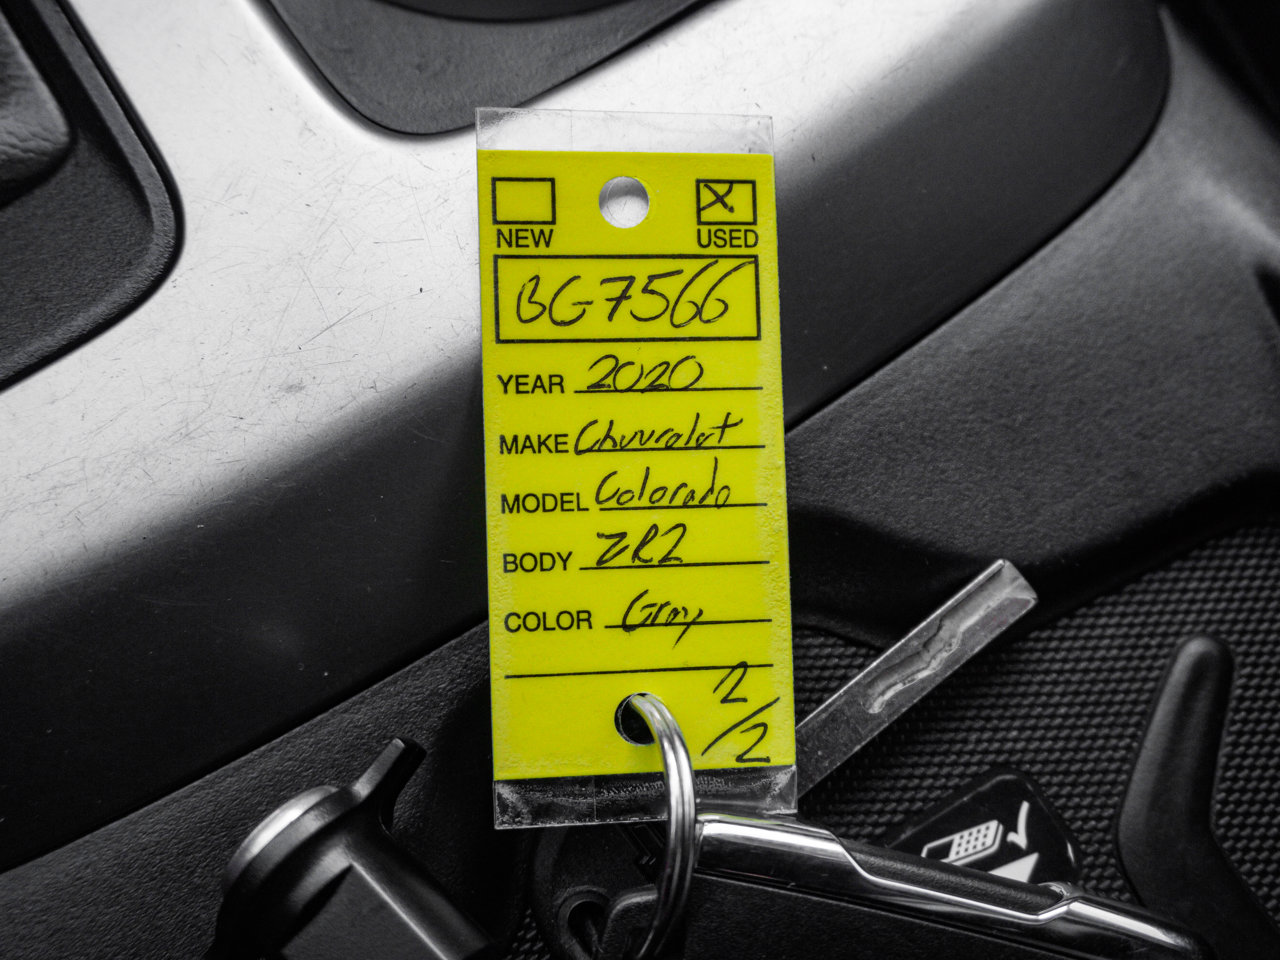 NEW USED
BG7566
YEAR 2020
MAKE Chevrolet
MODEL Colorado
BODY ZR2
COLOR Gray
2/2